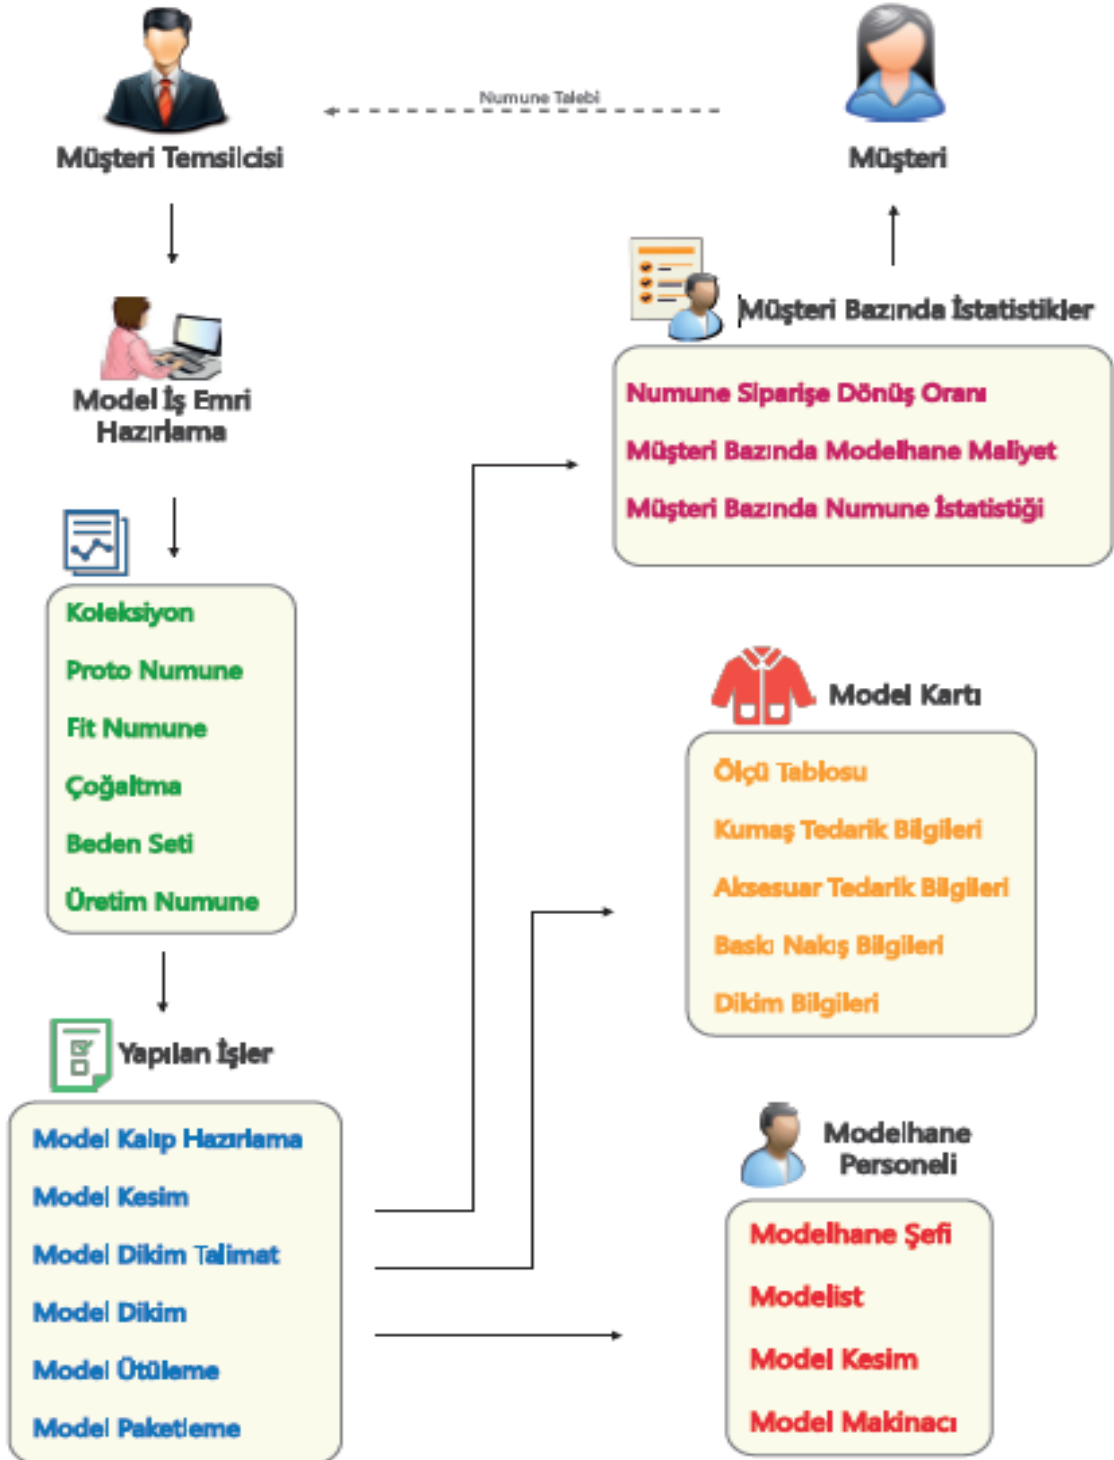 Numune Talebi
Müşteri Temsilcisi
Müşteri
Model İş Emri
Hazırlama
Müşteri Bazında İstatistikler
Numune Siparişe Dönüş Oranı
Müşteri Bazında Modelhane Maliyet
Müşteri Bazında Numune İstatistiği
Koleksiyon
Proto Numune
Fit Numune
Çoğaltma
Beden Seti
Üretim Numune
Model Kartı
Ölçü Tablosu
Kumaş Tedarik Bilgileri
Aksesuar Tedarik Bilgileri
Baskı Nakış Bilgileri
Dikim Bilgileri
Yapılan İşler
Model Kalıp Hazırlama
Model Kesim
Model Dikim Talimat
Model Dikim
Model Ütüleme
Model Paketleme
Modelhane
Personeli
Modelhane Şefi
Modelist
Model Kesim
Model Makinacı